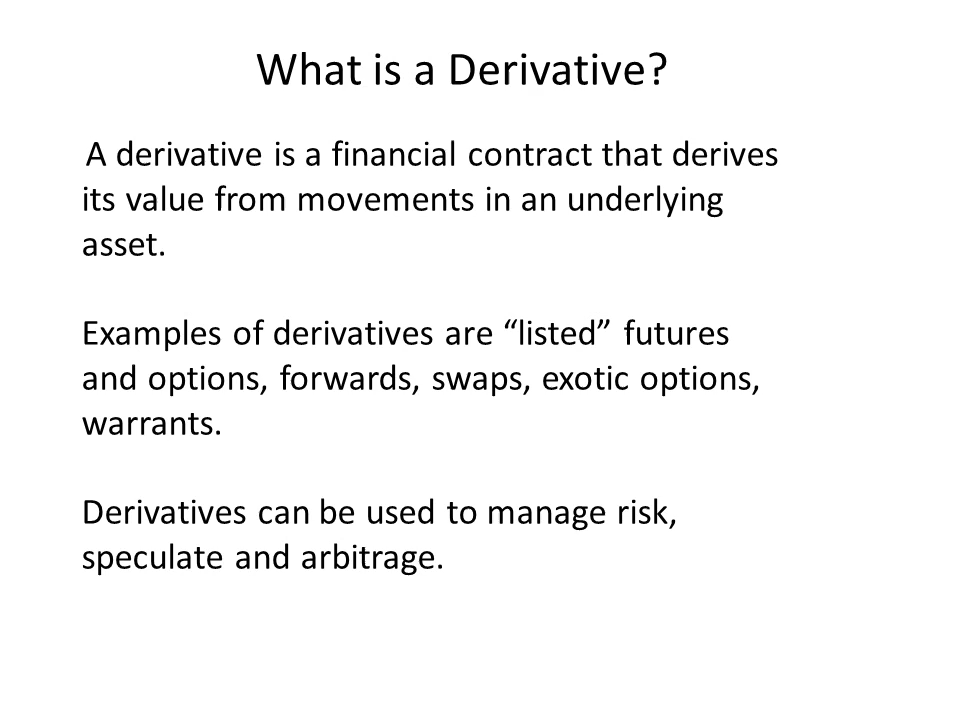 What is a Derivative?
A derivative is a financial contract that derives
its value from movements in an underlying
asset.
Examples of derivatives are “listed” futures
and options, forwards, swaps, exotic options,
warrants.
Derivatives can be used to manage risk,
speculate and arbitrage.